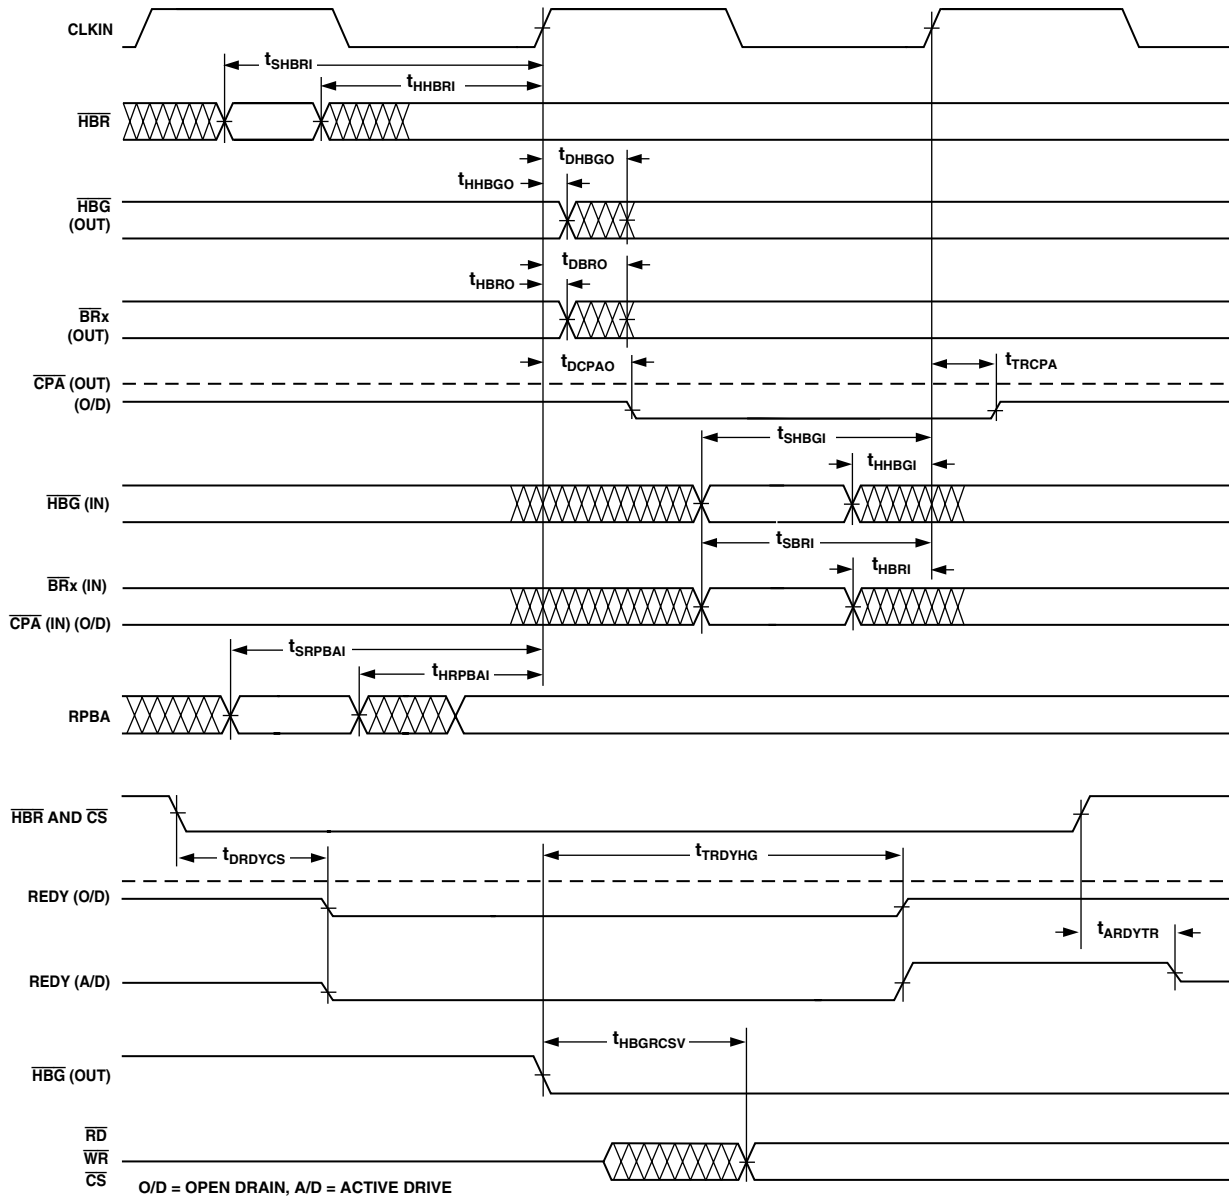 CLKIN
tSHBRI
tHHBRI
HBR
tDHBGO
tHHBGO
HBG
(OUT)
tDBRO
tHBRO
BRx
(OUT)
tDCPAO
tTRCPA
CPA (OUT)
(O/D)
tSHBGI
tHHBGI
HBG (IN)
tSBRI
tHBRI
BRx (IN)
CPA (IN) (O/D)
tSRPBAI
tHRPBAI
RPBA
HBR AND CS
tDRDYCS
tTRDYHG
REDY (O/D)
tARDYTR
REDY (A/D)
tHBGRCSV
HBG (OUT)
RD
WR
CS
O/D = OPEN DRAIN, A/D = ACTIVE DRIVE